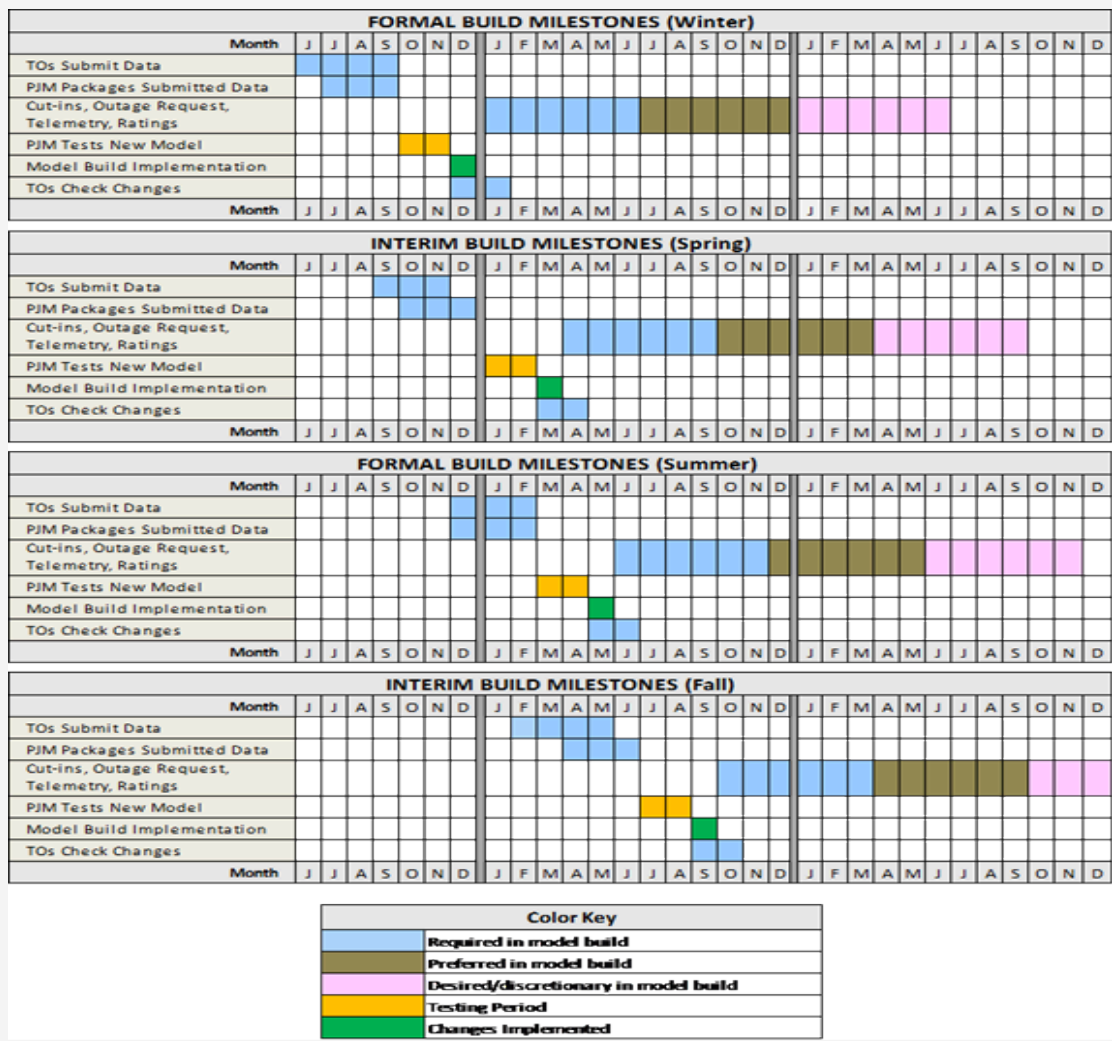 FORMAL BUILD MILESTONES (Winter)
Month J J A S O N D J F M A M J J A S O N D J F M A M J J A S O N D
TOs Submit Data
PJM Packages Submitted Data
Cut-ins, Outage Request,
Telemetry, Ratings
PJM Tests New Model
Model Build Implementation
TOs Check Changes
Month J J A S O N D J F M A M J J A S O N D J F M A M J J A S O N D
INTERIM BUILD MILESTONES (Spring)
Month J J A S O N D J F M A M J J A S O N D J F M A M J J A S O N D
TOs Submit Data
PJM Packages Submitted Data
Cut-ins, Outage Request,
Telemetry, Ratings
PJM Tests New Model
Model Build Implementation
TOs Check Changes
Month J J A S O N D J F M A M J J A S O N D J F M A M J J A S O N D
FORMAL BUILD MILESTONES (Summer)
Month J J A S O N D J F M A M J J A S O N D J F M A M J J A S O N D
TOs Submit Data
PJM Packages Submitted Data
Cut-ins, Outage Request,
Telemetry, Ratings
PJM Tests New Model
Model Build Implementation
TOs Check Changes
Month J J A S O N D J F M A M J J A S O N D J F M A M J J A S O N D
INTERIM BUILD MILESTONES (Fall)
Month J J A S O N D J F M A M J J A S O N D J F M A M J J A S O N D
TOs Submit Data
PJM Packages Submitted Data
Cut-ins, Outage Request,
Telemetry, Ratings
PJM Tests New Model
Model Build Implementation
TOs Check Changes
Month J J A S O N D J F M A M J J A S O N D J F M A M J J A S O N D
Color Key
Required in model build
Preferred in model build
Desired/discretionary in model build
Testing Period
Changes Implemented